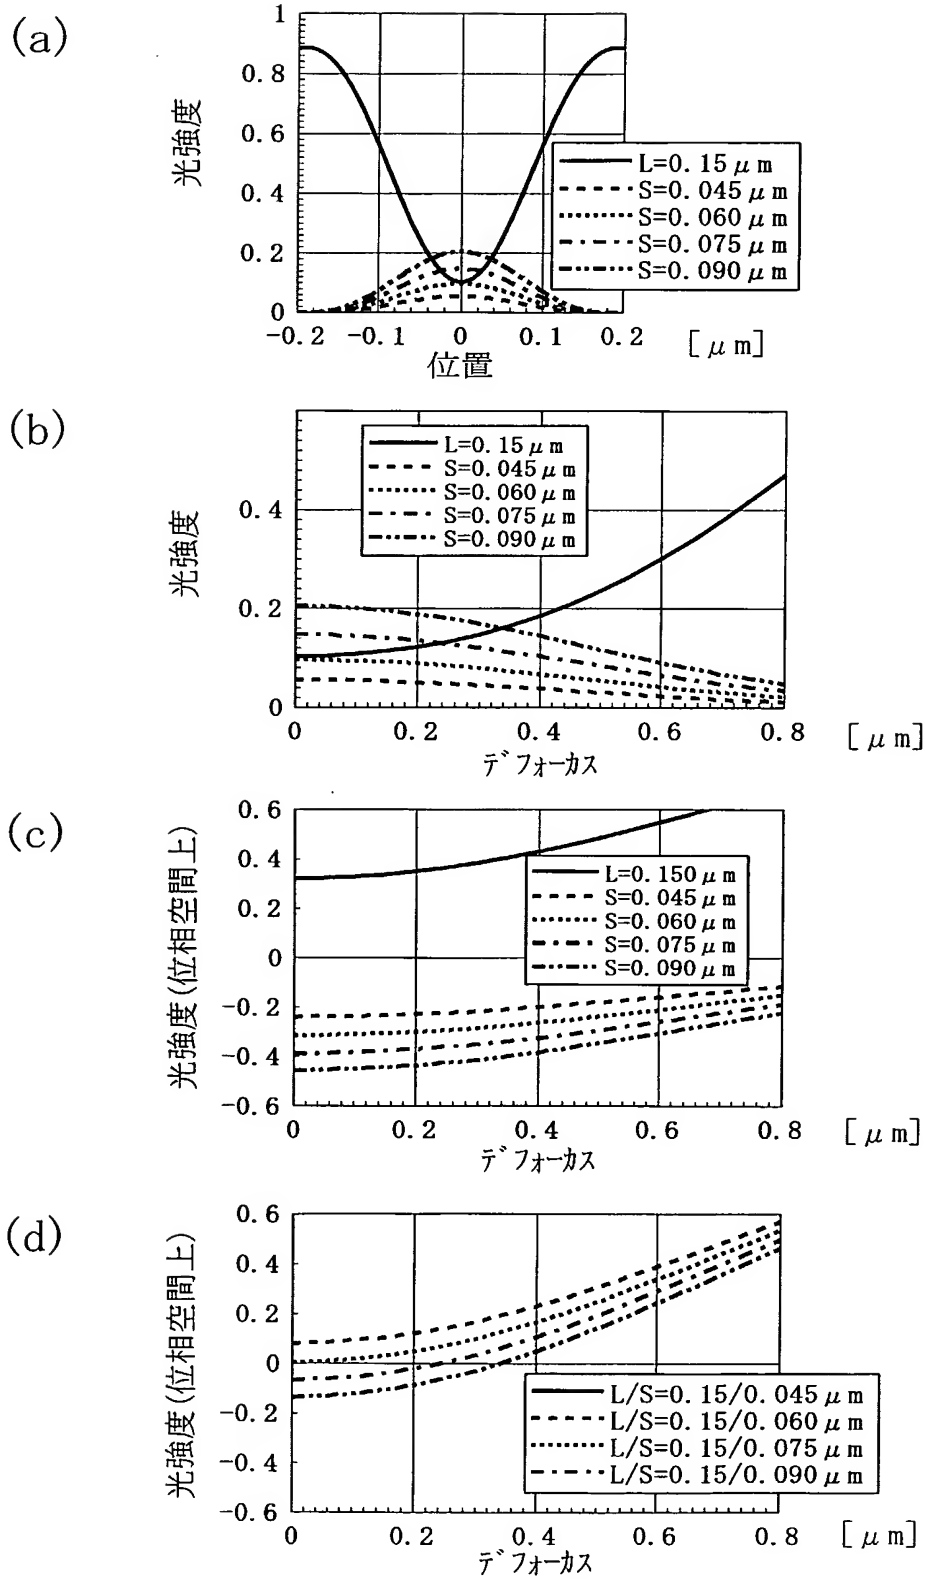 (a)
光強度
1
0.8
0.6
0.4
0.2
0
-0.2 -0.1 0 0.1 0.2 [μm]
位置
L=0.15μm
S=0.045μm
S=0.060μm
S=0.075μm
S=0.090μm
(b)
光強度
0.4
0.2
0
0 0.2 0.4 0.6 0.8 [μm]
デフォーカス
L=0.15μm
S=0.045μm
S=0.060μm
S=0.075μm
S=0.090μm
(c)
光強度(位相空間上)
0.6
0.4
0.2
0
-0.2
-0.4
-0.6
0 0.2 0.4 0.6 0.8 [μm]
デフォーカス
L=0.150μm
S=0.045μm
S=0.060μm
S=0.075μm
S=0.090μm
(d)
光強度(位相空間上)
0.6
0.4
0.2
0
-0.2
-0.4
-0.6
0 0.2 0.4 0.6 0.8 [μm]
デフォーカス
L/S=0.15/0.045μm
L/S=0.15/0.060μm
L/S=0.15/0.075μm
L/S=0.15/0.090μm